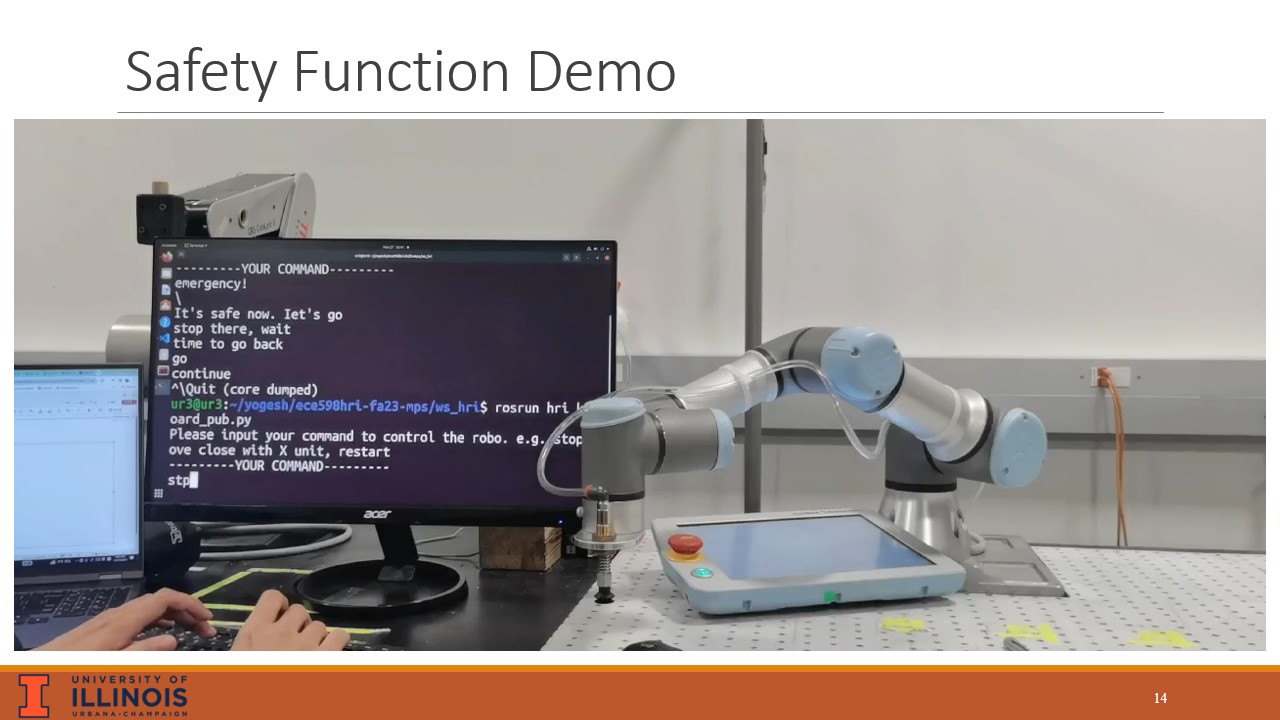 Safety Function Demo
---------YOUR COMMAND---------
emergency!
\
It's safe now. Iet's go
stop there, wait
time to go back
go
continue
^\Quit (core dumped)
ur3@ur3:~/yogesh/ece598hri-fa23-mps/ws_hri$ rosrun hri
oard_pub.py
Please input your command to control the robo. e.g. stop
ove close with X unit, restart
---------YOUR COMMAND---------
stp
acer
UNIVERSITY OF
ILLINOIS
URBANA-CHAMPAIGN
14